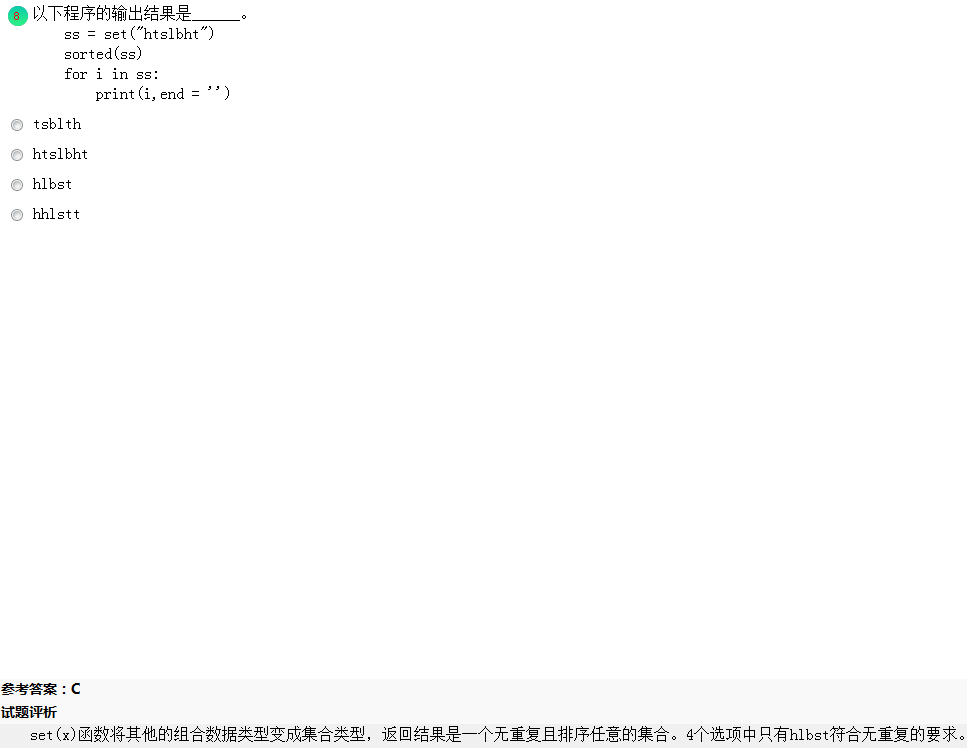 8 以下程序的输出结果是______。
ss = set("htslbht")
sorted(ss)
for i in ss:
print(i,end = '')
tsblth
htslbht
hlbst
hhlstt
参考答案：C
试题评析
set(x)函数将其他的组合数据类型变成集合类型，返回结果是一个无重复且排序任意的集合。4个选项中只有hlbst符合无重复的要求。